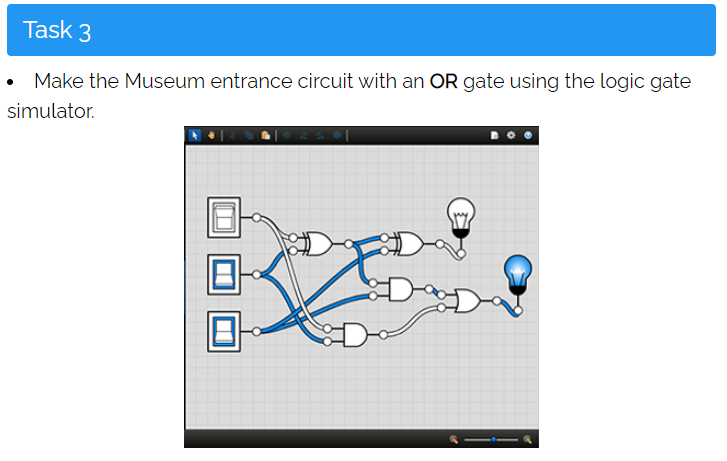 Task 3
• Make the Museum entrance circuit with an OR gate using the logic gate
simulator.